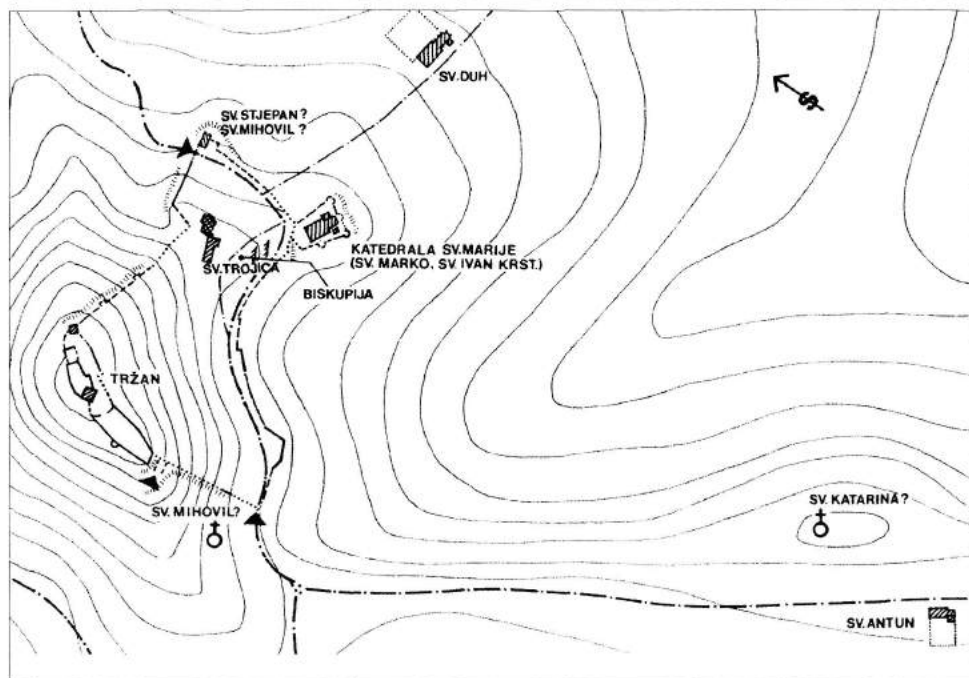 SV. DUH
S
SV. STJEPAN?
SV. MIHOVIL?
KATEDRALA SV. MARIJE
(SV. MARKO, SV. IVAN KRST.)
SV. TROJICA
BISKUPIJA
TRŽAN
SV. MIHOVIL?
SV. KATARINA?
SV. ANTUN